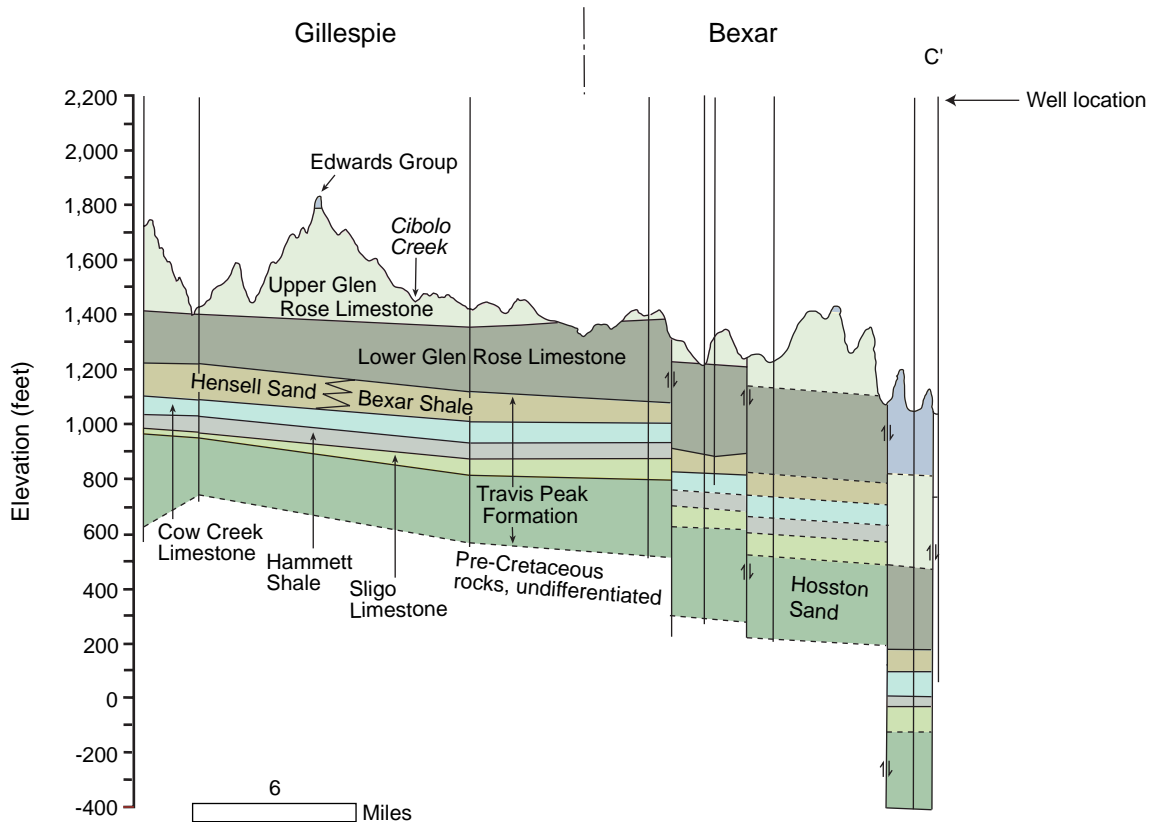 Gillespie
Bexar
C'
Well location
2,200
2,000
1,800
1,600
1,400
1,200
1,000
800
600
400
200
0
-200
-400
Elevation (feet)
Edwards Group
Cibolo
Creek
Upper Glen
Rose Limestone
Lower Glen Rose Limestone
Hensell Sand
Bexar Shale
Travis Peak
Formation
Cow Creek
Limestone
Hammett
Shale
Sligo
Limestone
Pre-Cretaceous
rocks, undifferentiated
Hosston
Sand
6
Miles